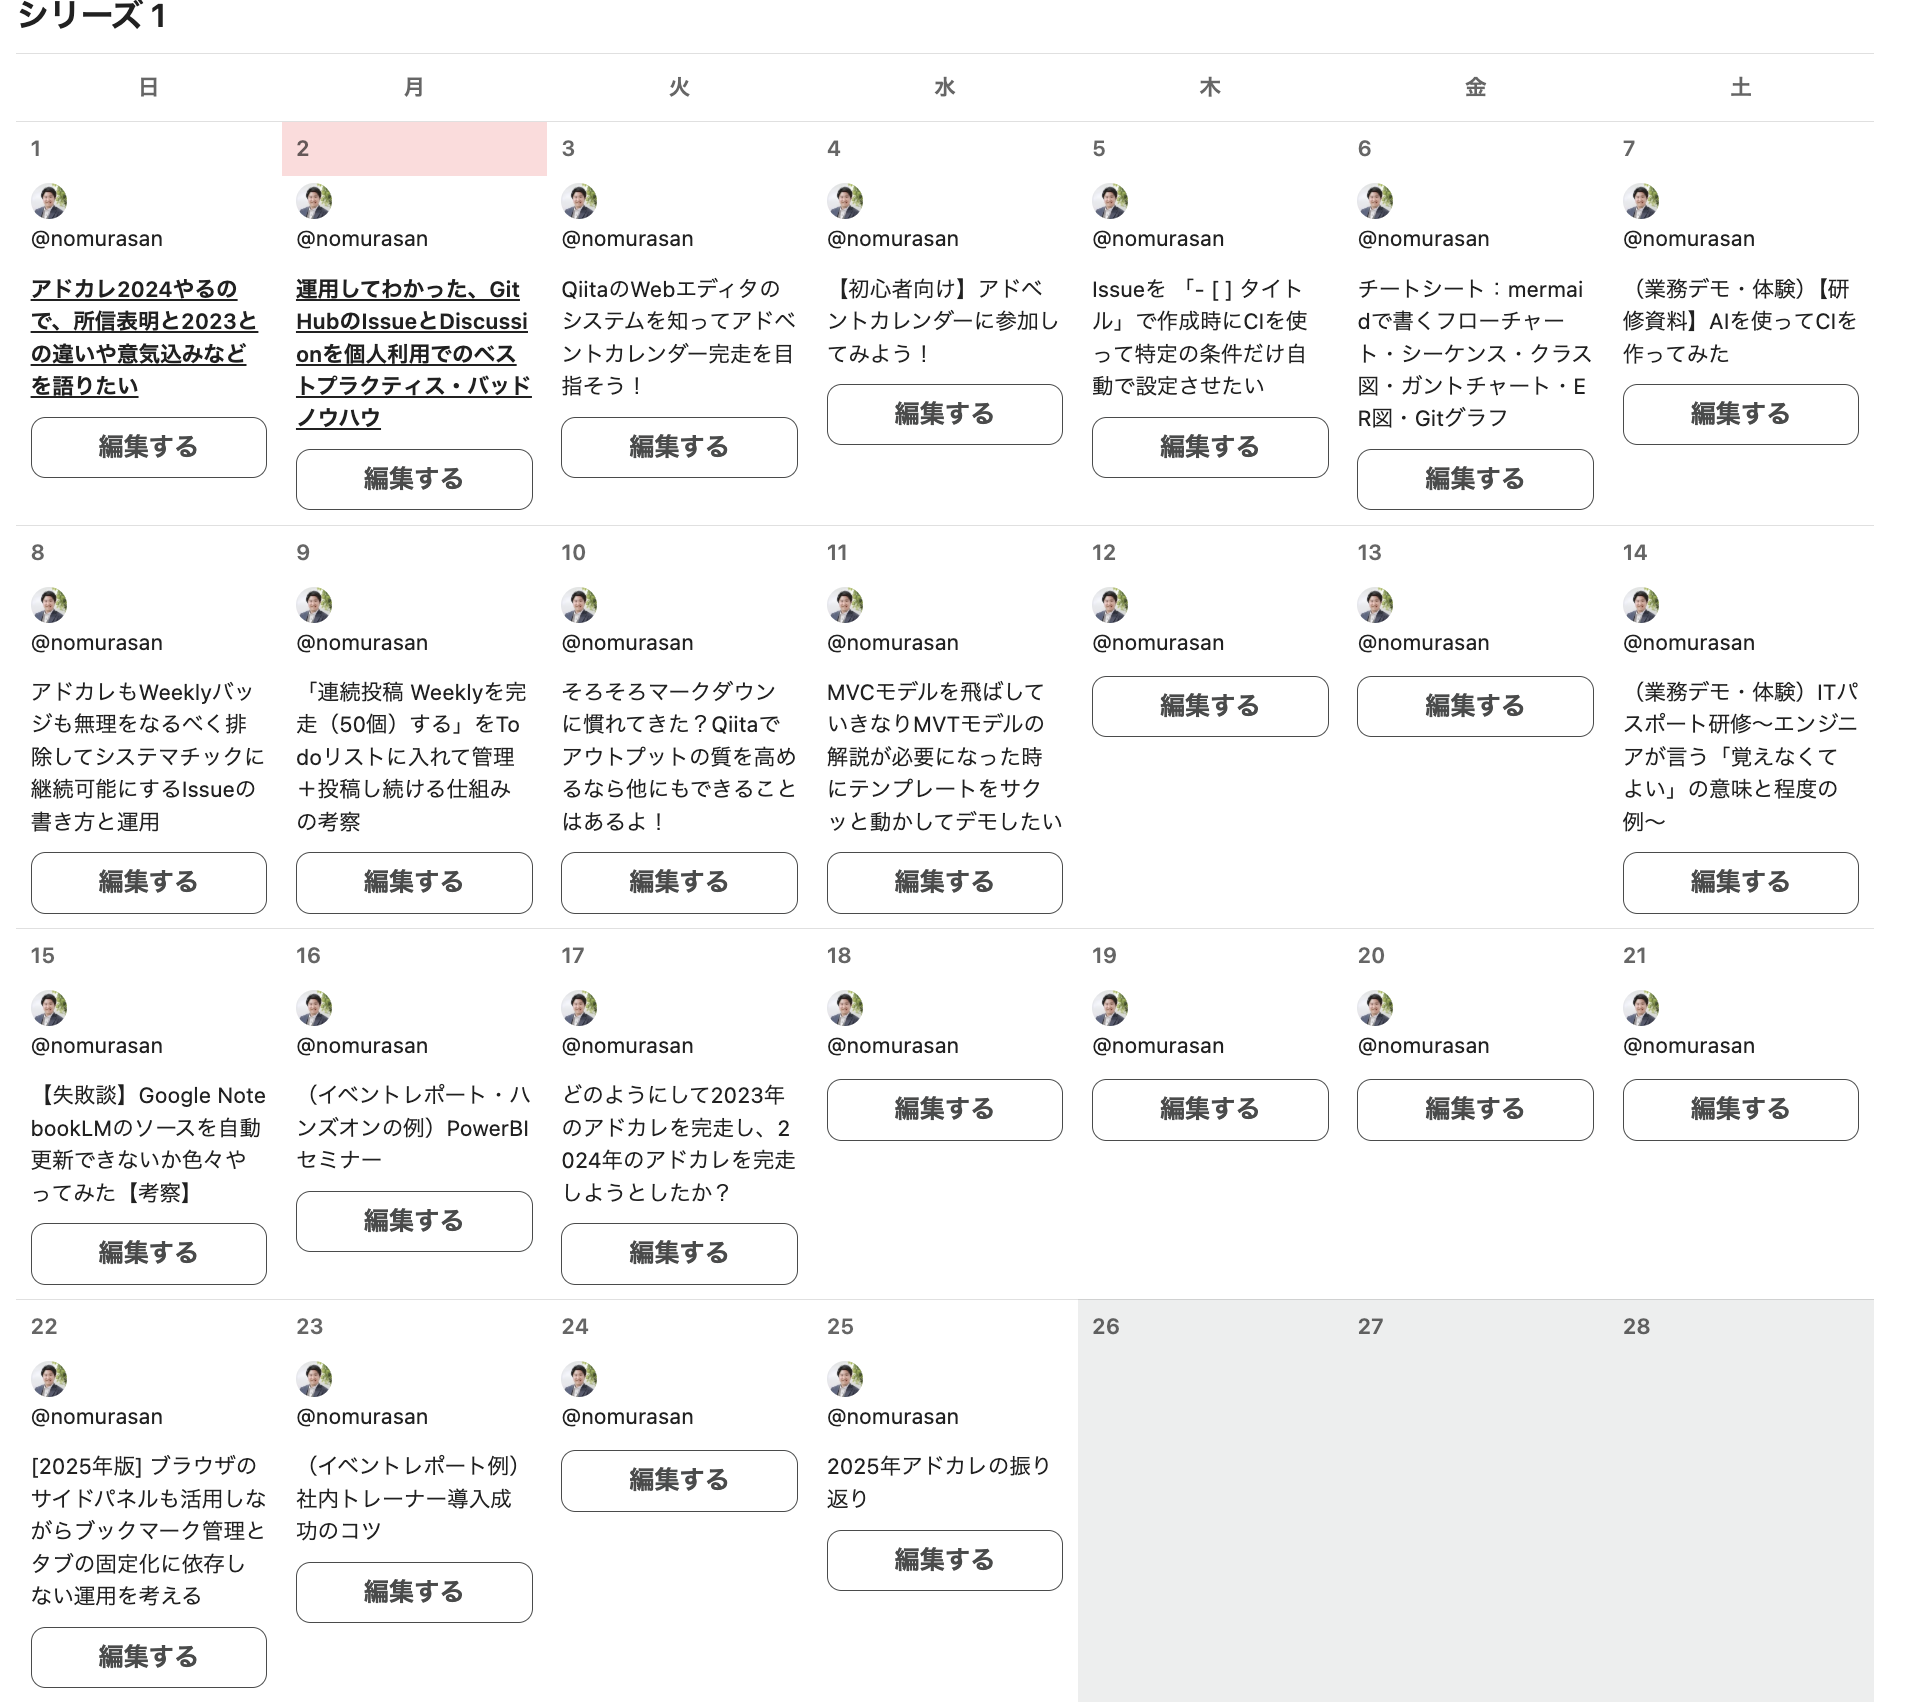 シリーズ 1
日 月 火 水 木 金 土
1
@nomurasan
アドカレ2024やるの
で、所信表明と2023と
の違いや意気込みなど
を語りたい
編集する
2
@nomurasan
運用してわかった、Git
HubのIssueとDiscussi
onを個人利用でのベス
トプラクティス・バッド
ノウハウ
編集する
3
@nomurasan
QiitaのWebエディタの
システムを知ってアドベ
ントカレンダー完走を目
指そう！
編集する
4
@nomurasan
【初心者向け】アドベ
ントカレンダーに参加し
てみよう！
編集する
5
@nomurasan
Issueを 「- [ ] タイト
ル」で作成時にCIを使
って特定の条件だけ自
動で設定させたい
編集する
6
@nomurasan
チートシート：mermai
dで書くフローチャー
ト・シーケンス・クラス
図・ガントチャート・E
R図・Gitグラフ
編集する
7
@nomurasan
（業務デモ・体験）【研
修資料】AIを使ってCIを
作ってみた
編集する
8
@nomurasan
アドカレもWeeklyバッ
ジも無理をなるべく排
除してシステマチックに
継続可能にするIssueの
書き方と運用
編集する
9
@nomurasan
「連続投稿 Weeklyを完
走（50個）する」をTo
doリストに入れて管理
＋投稿し続ける仕組み
の考察
編集する
10
@nomurasan
そろそろマークダウン
に慣れてきた？Qiitaで
アウトプットの質を高め
るなら他にもできること
はあるよ！
編集する
11
@nomurasan
MVCモデルを飛ばして
いきなりMVTモデルの
解説が必要になった時
にテンプレートをサク
ッと動かしてデモしたい
編集する
12
@nomurasan
編集する
13
@nomurasan
編集する
14
@nomurasan
（業務デモ・体験）ITパ
スポート研修〜エンジニ
アが言う「覚えなくて
よい」の意味と程度の
例〜
編集する
15
@nomurasan
【失敗談】Google Note
bookLMのソースを自動
更新できないか色々や
ってみた【考察】
編集する
16
@nomurasan
（イベントレポート・ハ
ンズオンの例）PowerBI
セミナー
編集する
17
@nomurasan
どのようにして2023年
のアドカレを完走し、2
024年のアドカレを完走
しようとしたか？
編集する
18
@nomurasan
編集する
19
@nomurasan
編集する
20
@nomurasan
編集する
21
@nomurasan
編集する
22
@nomurasan
[2025年版] ブラウザの
サイドパネルも活用しな
がらブックマーク管理と
タブの固定化に依存し
ない運用を考える
編集する
23
@nomurasan
（イベントレポート例）
社内トレーナー導入成
功のコツ
編集する
24
@nomurasan
編集する
25
@nomurasan
2025年アドカレの振り
返り
編集する
26
27
28